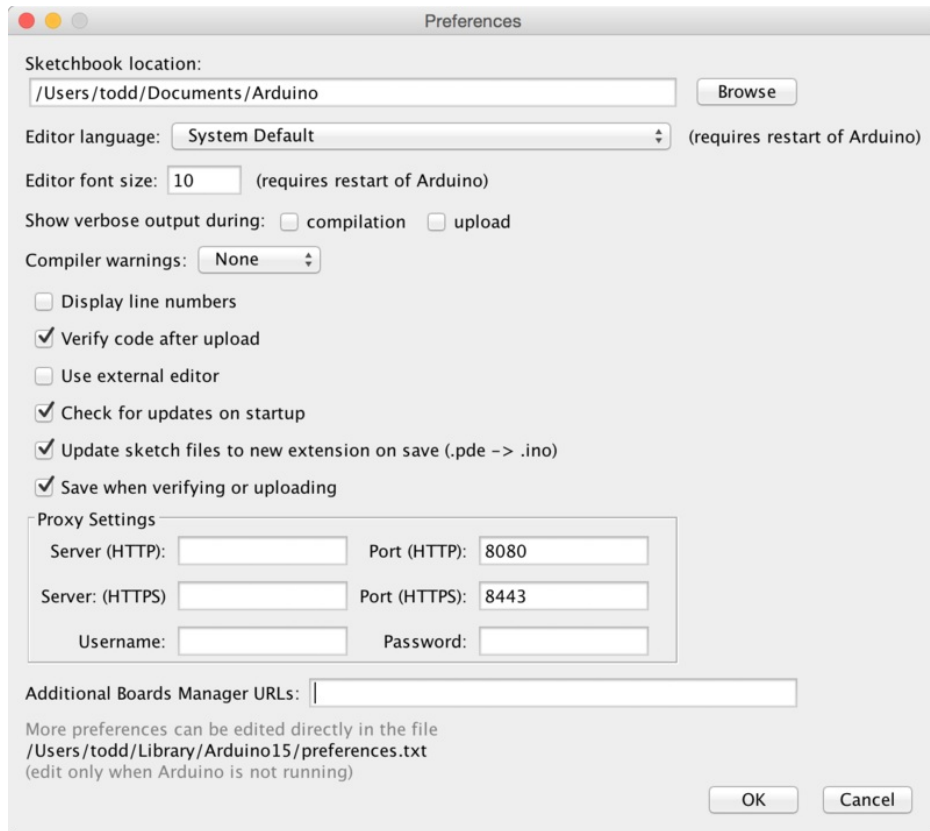 Preferences
Sketchbook location:
/Users/todd/Documents/Arduino Browse
Editor language: System Default (requires restart of Arduino)
Editor font size: 10 (requires restart of Arduino)
Show verbose output during: compilation upload
Compiler warnings: None
Display line numbers
Verify code after upload
Use external editor
Check for updates on startup
Update sketch files to new extension on save (.pde -> .ino)
Save when verifying or uploading
Proxy Settings
Server (HTTP): Port (HTTP): 8080
Server: (HTTPS) Port (HTTPS): 8443
Username: Password:
Additional Boards Manager URLs:
More preferences can be edited directly in the file
/Users/todd/Library/Arduino15/preferences.txt
(edit only when Arduino is not running)
OK Cancel